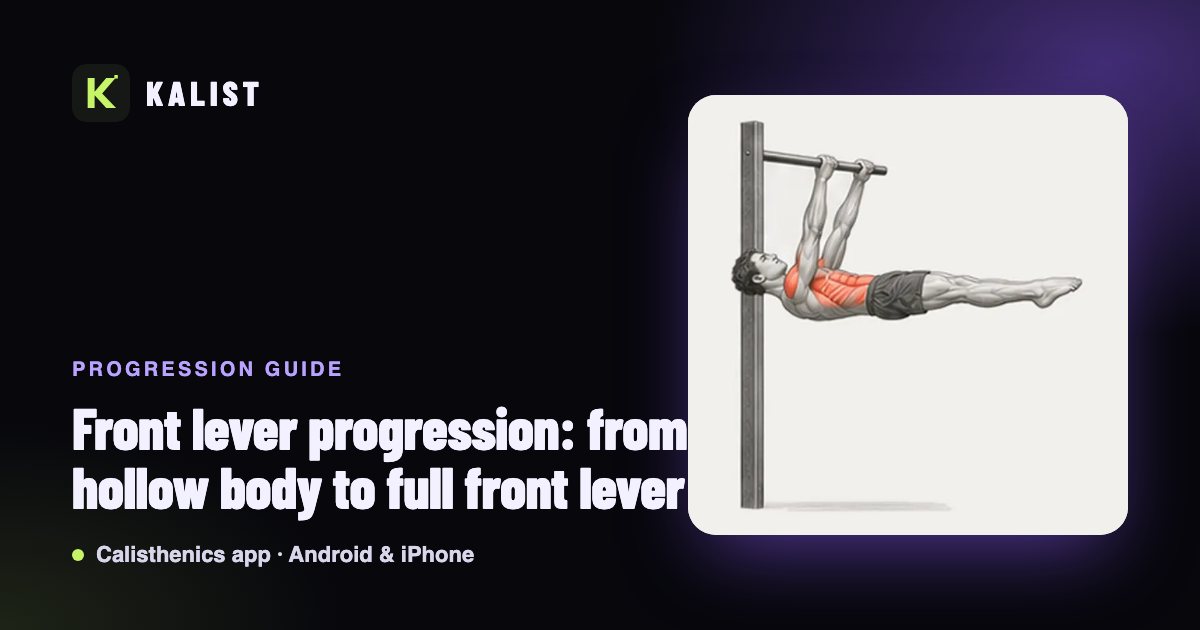 KALIST
PROGRESSION GUIDE
Front lever progression: from
hollow body to full front lever
Calisthenics app · Android & iPhone